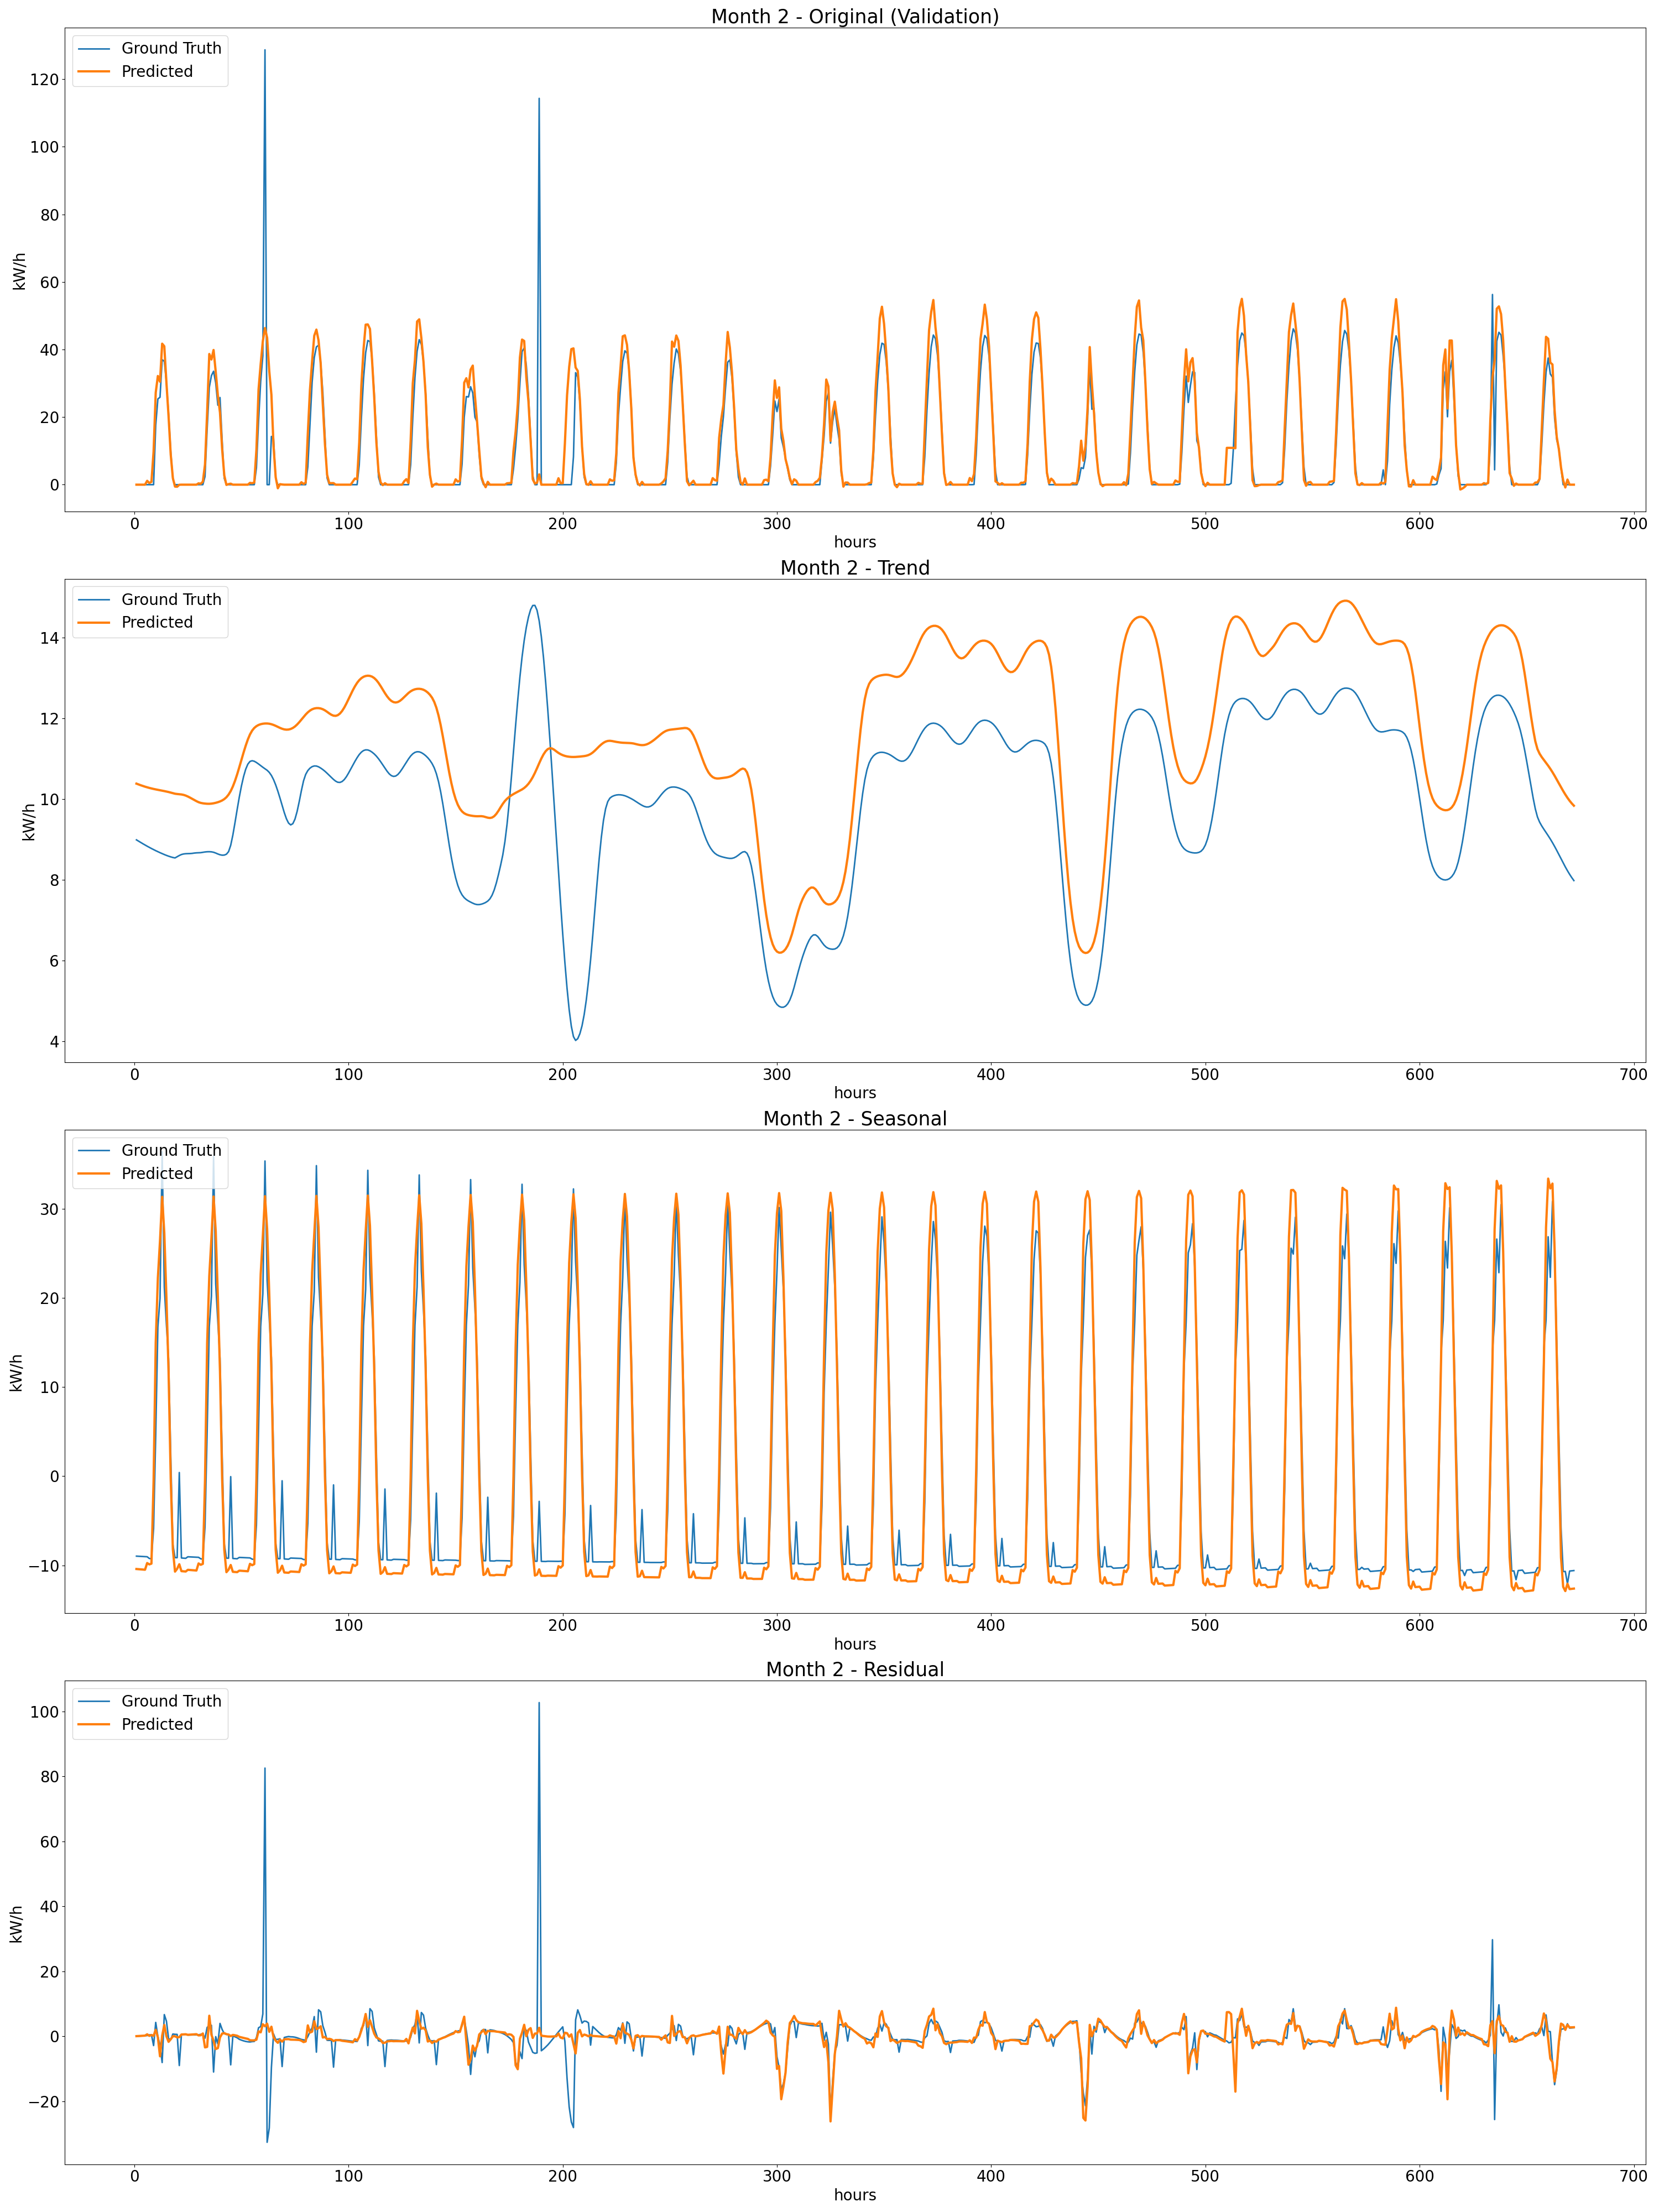 Month 2 - Original (Validation)
Ground Truth
Predicted
120
100
80
60
40
20
0
kW/h
0 100 200 300 400 500 600 700
hours
Month 2 - Trend
Ground Truth
Predicted
14
12
10
8
6
4
kW/h
0 100 200 300 400 500 600 700
hours
Month 2 - Seasonal
Ground Truth
Predicted
30
20
10
0
−10
kW/h
0 100 200 300 400 500 600 700
hours
Month 2 - Residual
Ground Truth
Predicted
100
80
60
40
20
0
−20
kW/h
0 100 200 300 400 500 600 700
hours